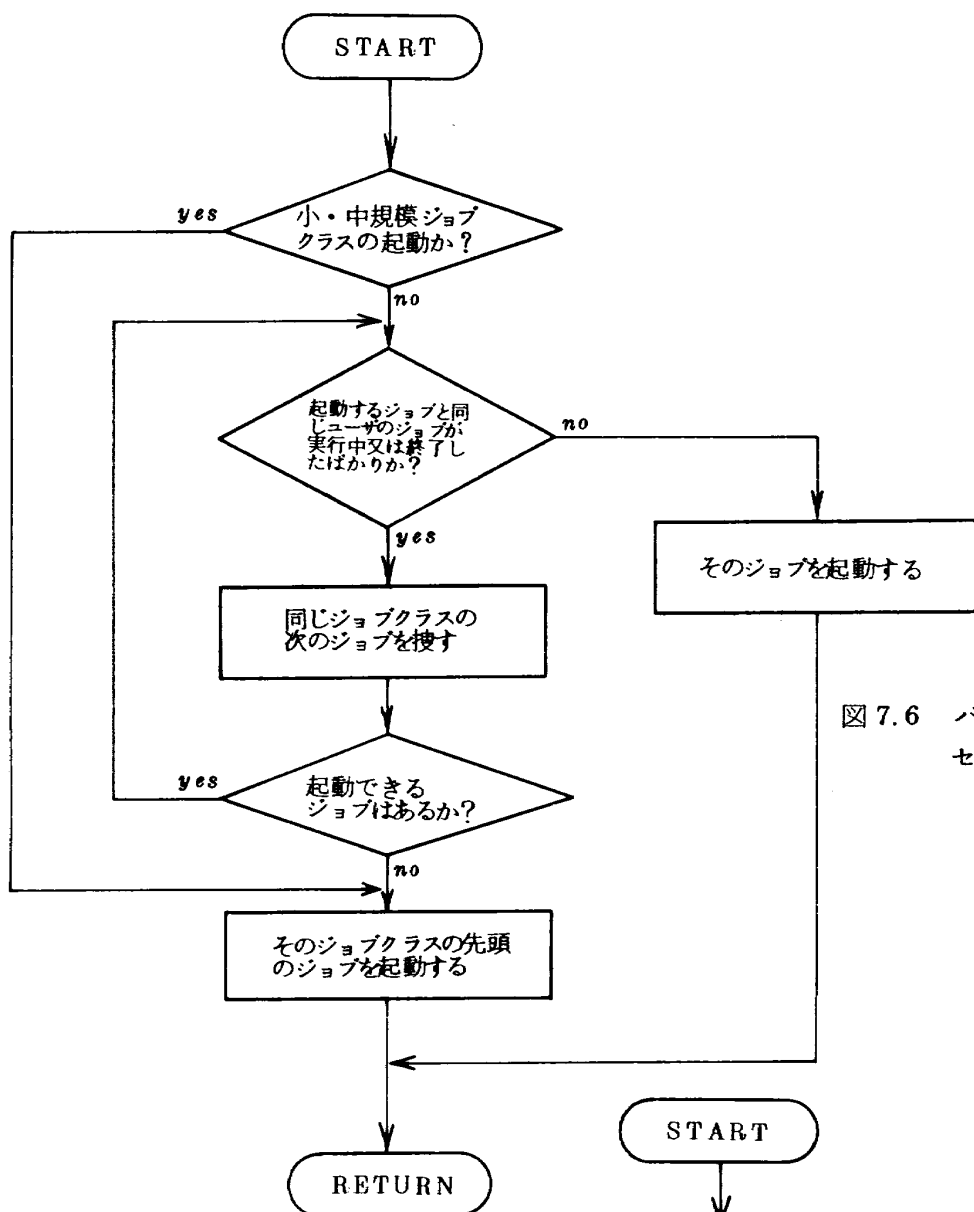 START
yes
小・中規模ジョブ
クラスの起動か？
no
起動するジョブと同
じユーザのジョブが
実行中又は終了し
たばかりか？
no
yes
そのジョブを起動する
同じジョブクラスの
次のジョブを捜す
図7.6 バ
セ
yes
起動できる
ジョブはあるか？
no
そのジョブクラスの先頭
のジョブを起動する
START
RETURN